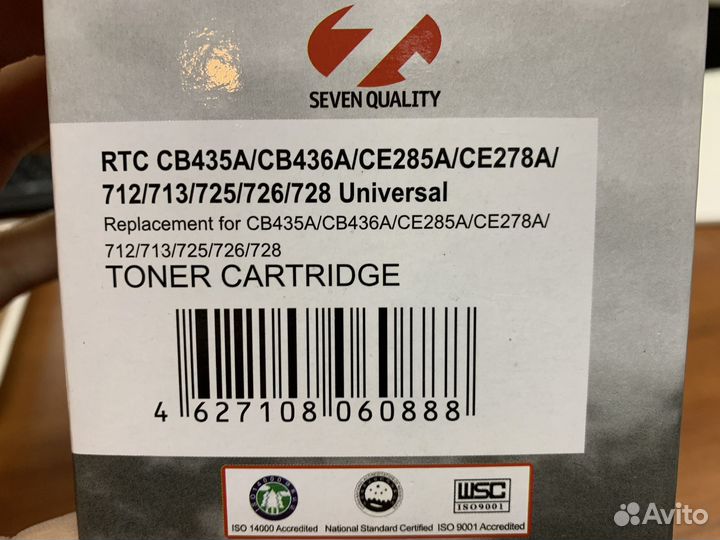 SEVEN QUALITY
RTC CB435A/CB436A/CE285A/CE278A/
712/713/725/726/728 Universal
Replacement for CB435A/CB436A/CE285A/CE278A/
712/713/725/726/728
TONER CARTRIDGE
4 627108 060888
WSC
ISO9001
ISO 14000 Accredited National Standard Certified ISO 9001 Accredited
Avito